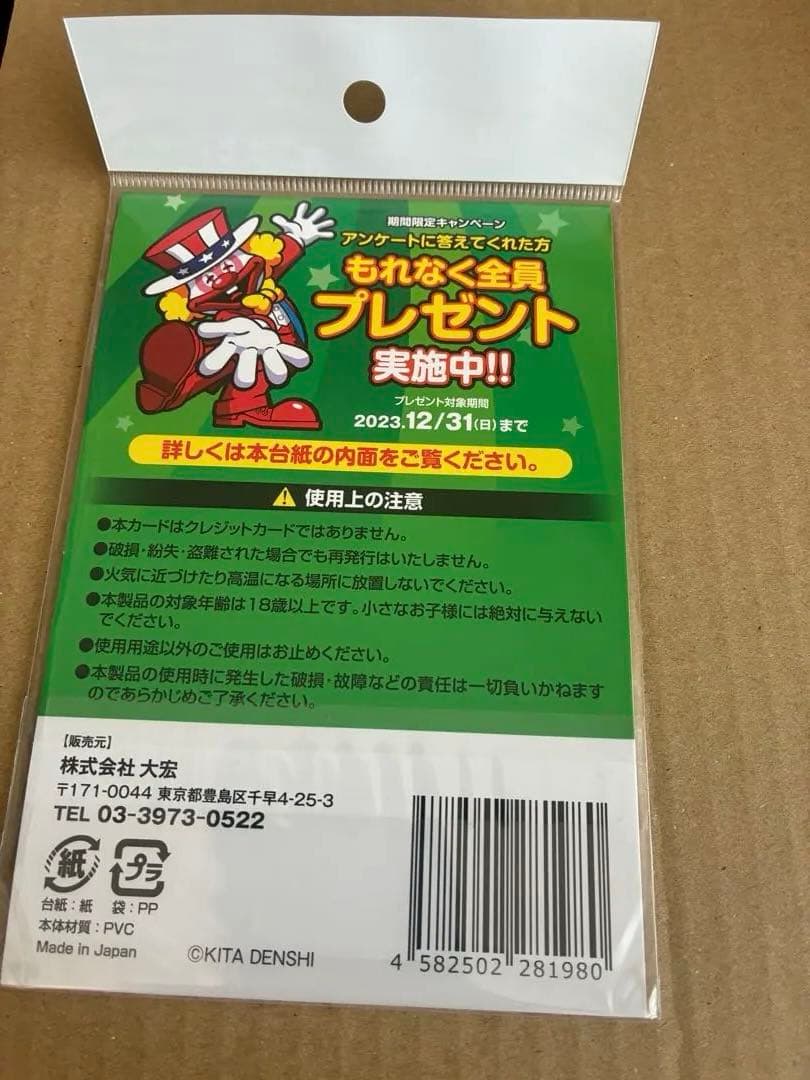 期間限定キャンペーン
アンケートに答えてくれた方
もれなく全員
プレゼント
実施中!!
プレゼント対象期間
2023.12/31(日)まで
詳しくは本台紙の内面をご覧ください。
使用上の注意
●本カードはクレジットカードではありません。
●破損・紛失・盗難された場合でも再発行はいたしません。
●火気に近づけたり高温になる場所に放置しないでください。
●本製品の対象年齢は18歳以上です。小さなお子様には絶対に与えない
でください。
●使用用途以外のご使用はお止めください。
●本製品の使用時に発生した破損・故障などの責任は一切負いかねます
のであらかじめご了承ください。
【販売元】
株式会社 大宏
〒171-0044 東京都豊島区千早4-25-3
TEL 03-3973-0522
紙 プラ
台紙：紙 袋：PP
本体材質：PVC
Made in Japan
©KITA DENSHI
4 582502 281980